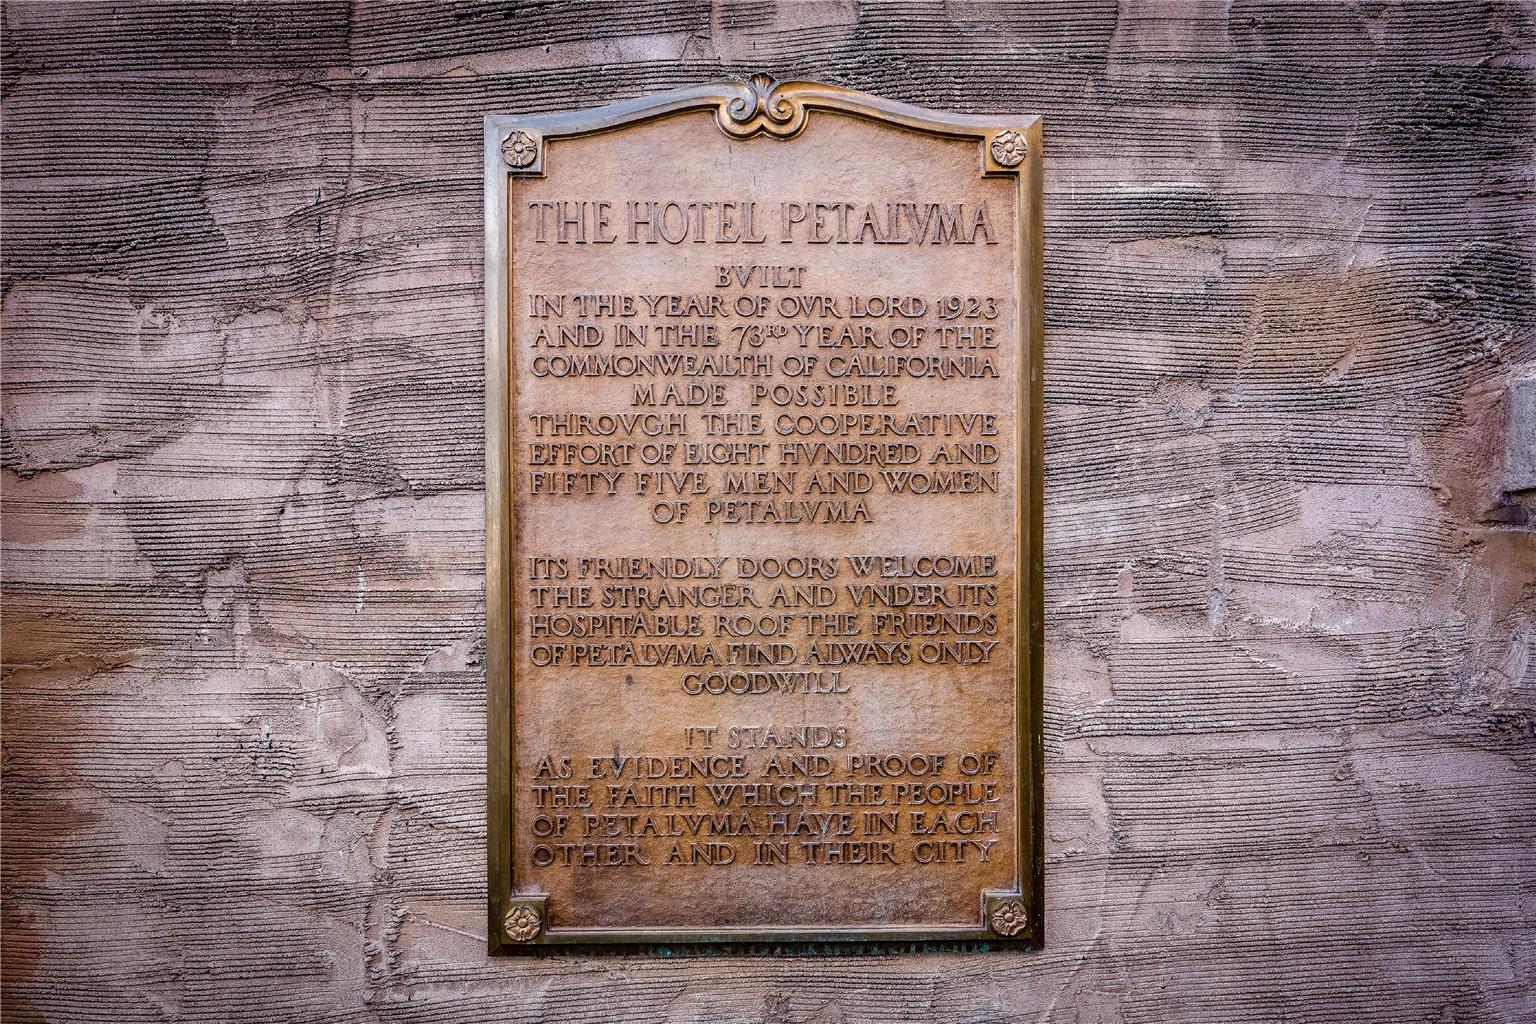 THE HOTEL PETALVMA
BVILT
IN THE YEAR OF OVR LORD 1923
AND IN THE 73RD YEAR OF THE
COMMONWEALTH OF CALIFORNIA
MADE POSSIBLE
THROVGH THE COOPERATIVE
EFFORT OF EIGHT HVNDRED AND
FIFTY FIVE MEN AND WOMEN
OF PETALVMA
ITS FRIENDLY DOORS WELCOME
THE STRANGER AND VNDER ITS
HOSPITABLE ROOF THE FRIENDS
OF PETALVMA FIND ALWAYS ONLY
GOODWILL
IT STANDS
AS EVIDENCE AND PROOF OF
THE FAITH WHICH THE PEOPLE
OF PETALVMA HAVE IN EACH
OTHER AND IN THEIR CITY